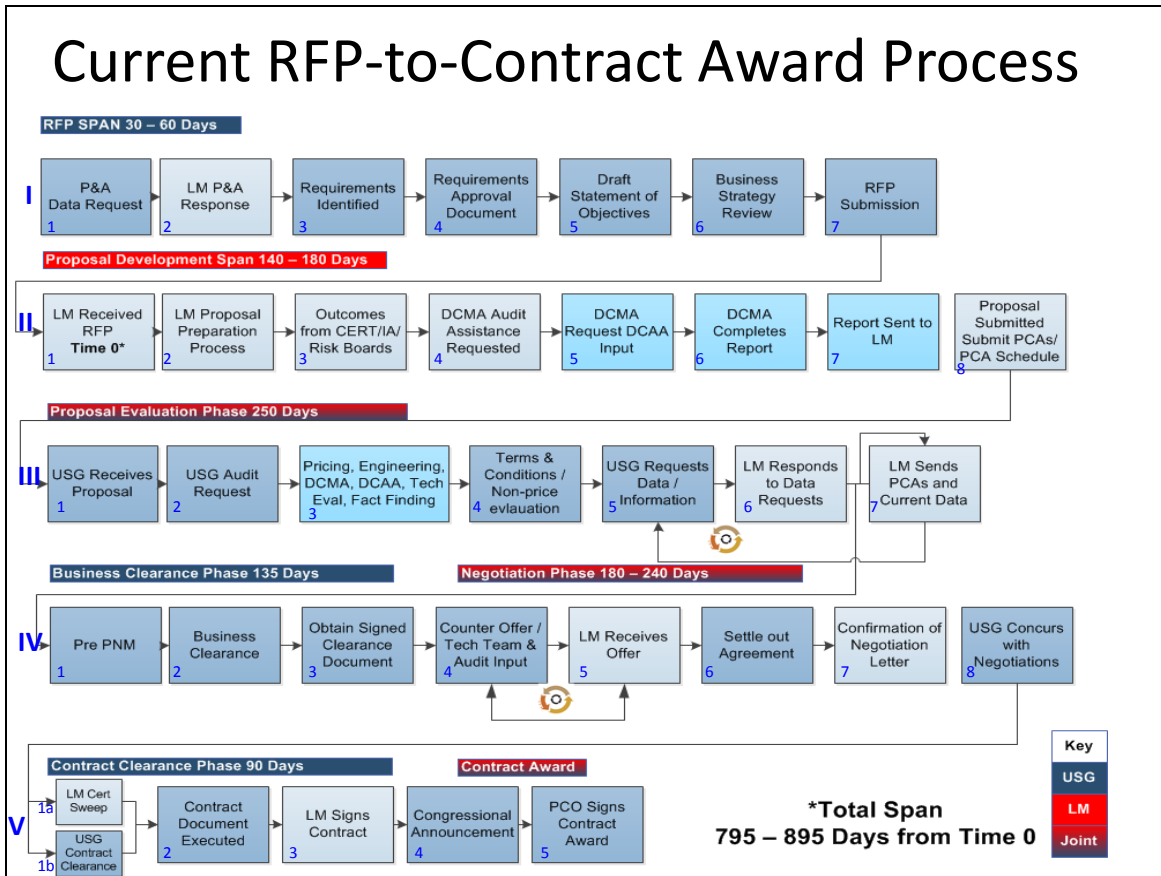 Current RFP-to-Contract Award Process
RFP SPAN 30 – 60 Days
I
P&A
Data Request
1
LM P&A
Response
2
Requirements
Identified
3
Requirements
Approval
Document
4
Draft
Statement of
Objectives
5
Business
Strategy
Review
6
RFP
Submission
7
Proposal Development Span 140 – 180 Days
II
LM Received
RFP
Time 0*
1
LM Proposal
Preparation
Process
2
Outcomes
from CERT/IA/
Risk Boards
3
DCMA Audit
Assistance
Requested
4
DCMA
Request DCAA
Input
5
DCMA
Completes
Report
6
Report Sent to
LM
7
Proposal
Submitted
Submit PCAs/
PCA Schedule
8
Proposal Evaluation Phase 250 Days
III
USG Receives
Proposal
1
USG Audit
Request
2
Pricing, Engineering,
DCMA, DCAA, Tech
Eval, Fact Finding
3
Terms &
Conditions /
Non-price
evlauation
4
USG Requests
Data /
Information
5
LM Responds
to Data
Requests
6
LM Sends
PCAs and
Current Data
7
Business Clearance Phase 135 Days
Negotiation Phase 180 – 240 Days
IV
Pre PNM
1
Business
Clearance
2
Obtain Signed
Clearance
Document
3
Counter Offer /
Tech Team &
Audit Input
4
LM Receives
Offer
5
Settle out
Agreement
6
Confirmation of
Negotiation
Letter
7
USG Concurs
with
Negotiations
8
Contract Clearance Phase 90 Days
Contract Award
V
LM Cert
Sweep
1a
USG
Contract
Clearance
1b
Contract
Document
Executed
2
LM Signs
Contract
3
Congressional
Announcement
4
PCO Signs
Contract
Award
5
*Total Span
795 – 895 Days from Time 0
Key
USG
LM
Joint